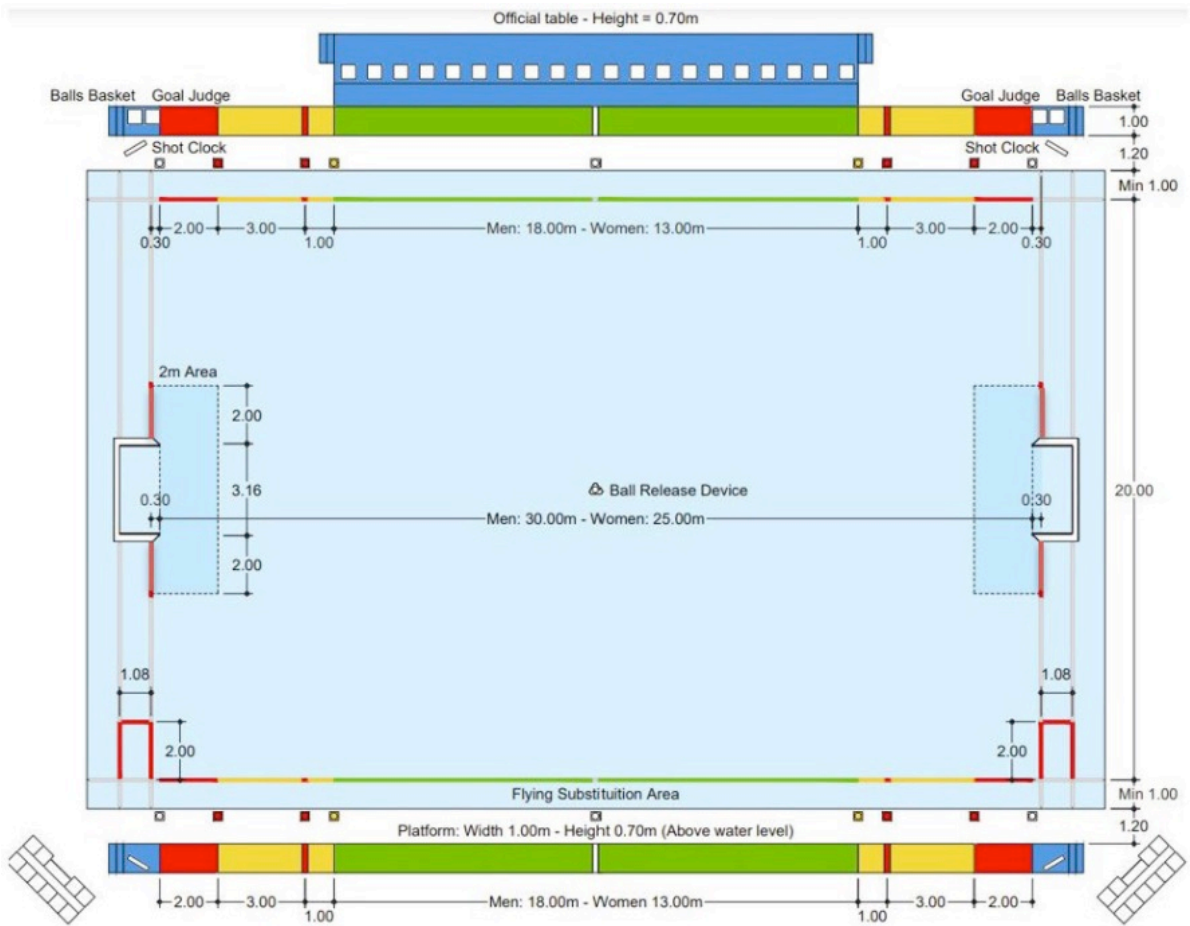 Official table - Height = 0.70m
Balls Basket Goal Judge
Goal Judge Balls Basket
1.00
Shot Clock
Shot Clock
1.20
Min 1.00
2.00 3.00 Men: 18.00m - Women: 13.00m 3.00 2.00
0.30 1.00 1.00 0.30
2m Area
2.00
3.16
Ball Release Device
20.00
0.30
0.30
Men: 30.00m - Women: 25.00m
2.00
1.08
1.08
2.00
2.00
Flying Substituition Area
Min 1.00
Platform: Width 1.00m - Height 0.70m (Above water level)
1.20
2.00 3.00 Men: 18.00m - Women 13.00m 3.00 2.00
1.00 1.00